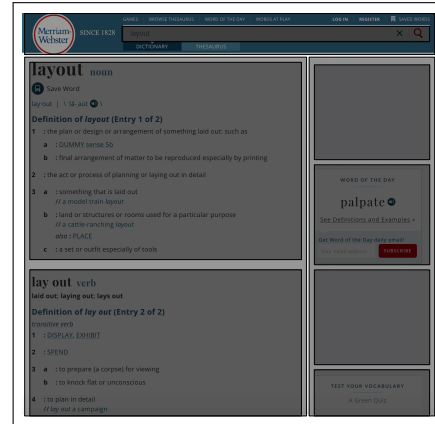 GAMES BROWSE THESAURUS WORD OF THE DAY WORDS AT PLAY LOG IN REGISTER SAVED WORDS
Merriam-
Webster
SINCE 1828
layout
DICTIONARY THESAURUS
layout noun
Save Word
lay·out | \ ˈlā-ˌau̇t \
Definition of layout (Entry 1 of 2)
1 : the plan or design or arrangement of something laid out: such as
a : DUMMY sense 5b
b : final arrangement of matter to be reproduced especially by printing
2 : the act or process of planning or laying out in detail
3 a : something that is laid out
// a model train layout
b : land or structures or rooms used for a particular purpose
// a cattle-ranching layout
also : PLACE
c : a set or outfit especially of tools
lay out verb
laid out; laying out; lays out
Definition of lay out (Entry 2 of 2)
transitive verb
1 : DISPLAY, EXHIBIT
2 : SPEND
3 a : to prepare (a corpse) for viewing
b : to knock flat or unconscious
4 : to plan in detail
// lay out a campaign
WORD OF THE DAY
palpate
See Definitions and Examples »
Get Word of the Day daily email!
Your email address SUBSCRIBE
TEST YOUR VOCABULARY
A Green Quiz